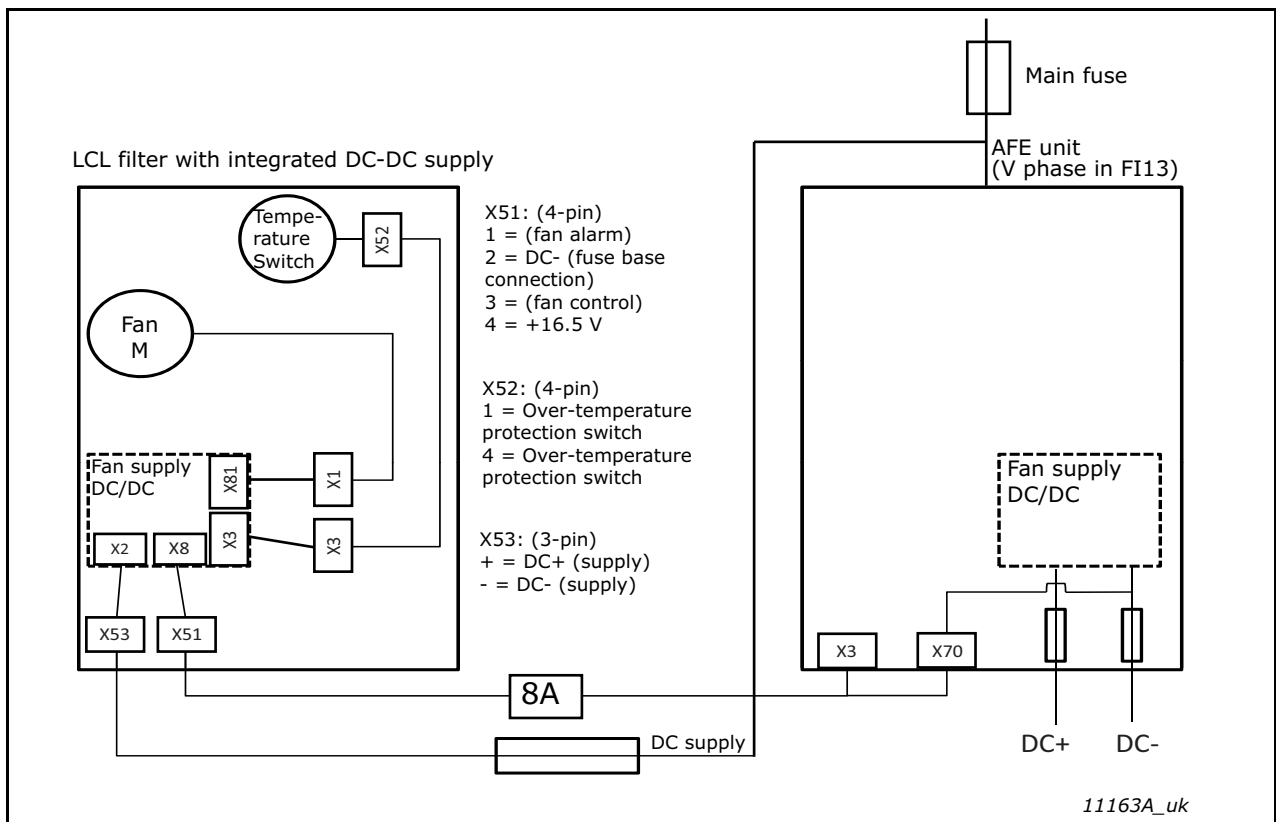 Main fuse
AFE unit
(V phase in FI13)
LCL filter with integrated DC-DC supply
Tempe-
rature
Switch
X52
Fan
M
Fan supply
DC/DC
X81
X1
X3
X3
X2
X8
X53
X51
X51: (4-pin)
1 = (fan alarm)
2 = DC- (fuse base
connection)
3 = (fan control)
4 = +16.5 V
X52: (4-pin)
1 = Over-temperature
protection switch
4 = Over-temperature
protection switch
X53: (3-pin)
+ = DC+ (supply)
- = DC- (supply)
8A
DC supply
Fan supply
DC/DC
X3
X70
DC+
DC-
11163A_uk